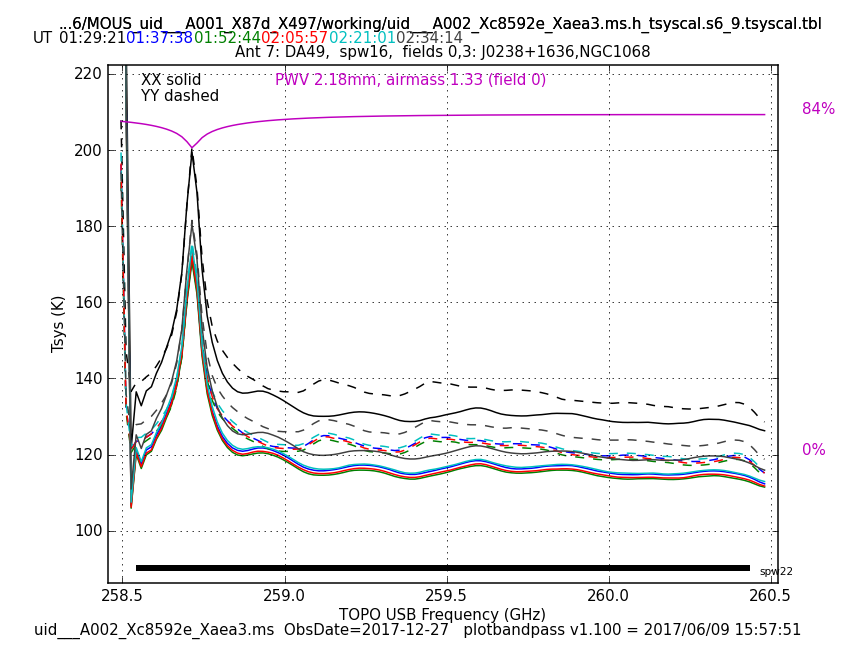 ...6/MOUS_uid___A001_X87d_X497/working/uid___A002_Xc8592e_Xaea3.ms.h_tsyscal.s6_9.tsyscal.tbl
UT 01:29:21 01:37:38 01:52:44 02:05:57 02:21:01 02:34:14
Ant 7: DA49,  spw16,  fields 0,3: J0238+1636,NGC1068
XX solid
YY dashed
PWV 2.18mm, airmass 1.33 (field 0)
84%
0%
220
200
180
160
140
120
100
Tsys (K)
spw22
258.5 259.0 259.5 260.0 260.5
TOPO USB Frequency (GHz)
uid___A002_Xc8592e_Xaea3.ms  ObsDate=2017-12-27   plotbandpass v1.100 = 2017/06/09 15:57:51